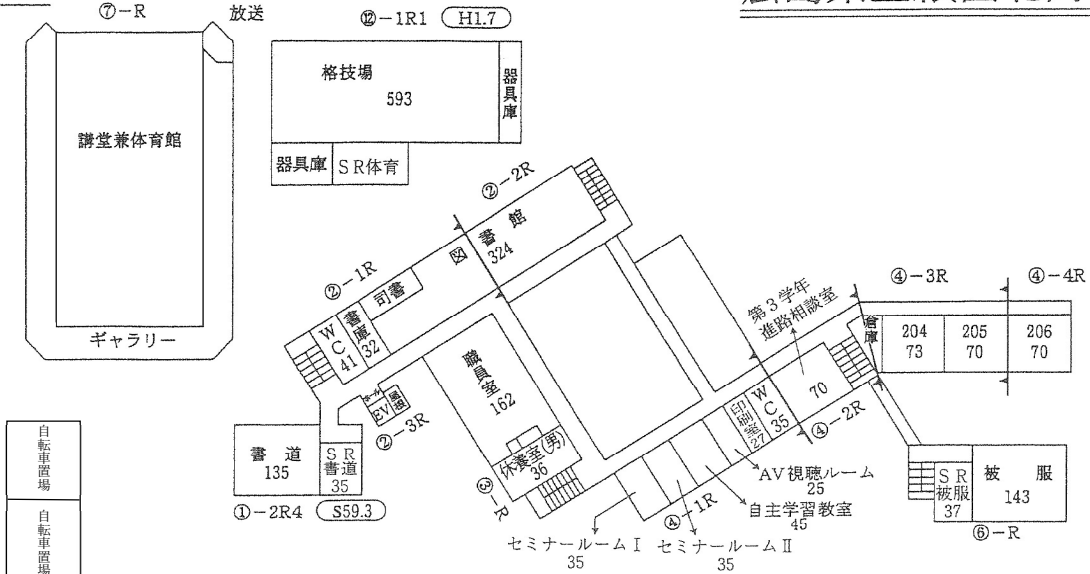 ⑦-R
放送
講堂兼体育館
ギャラリー
⑫-1R1
H1.7
格技場
593
器具庫
器具庫
SR体育
②-2R
図書館
324
②-1R
司書
書庫
32
WC
41
ホール
EV
②-3R
職員室
162
休養室(男)
36
③-R
書道
135
SR
書道
35
①-2R4
S59.3
自転車置場
自転車置場
第3学年
進路相談室
70
④-2R
WC
35
印刷室
27
AV視聴ルーム
25
自主学習教室
45
④-1R
セミナールームⅠ
35
セミナールームⅡ
35
④-3R
④-4R
倉庫
204
73
205
70
206
70
SR
被服
37
被服
143
⑥-R